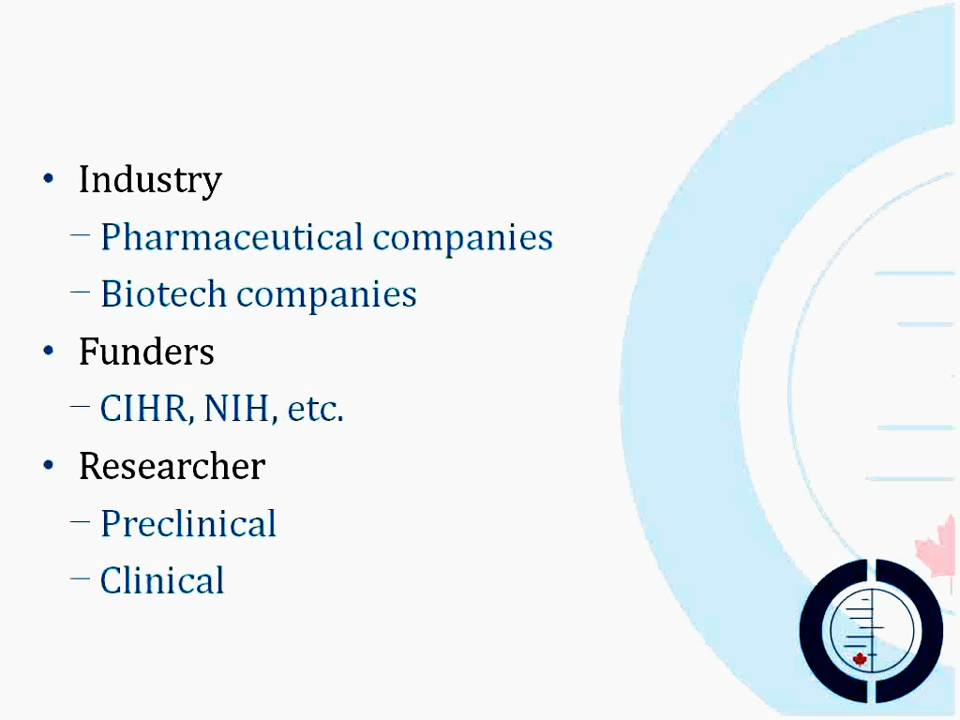 • Industry
– Pharmaceutical companies
– Biotech companies
• Funders
– CIHR, NIH, etc.
• Researcher
– Preclinical
– Clinical